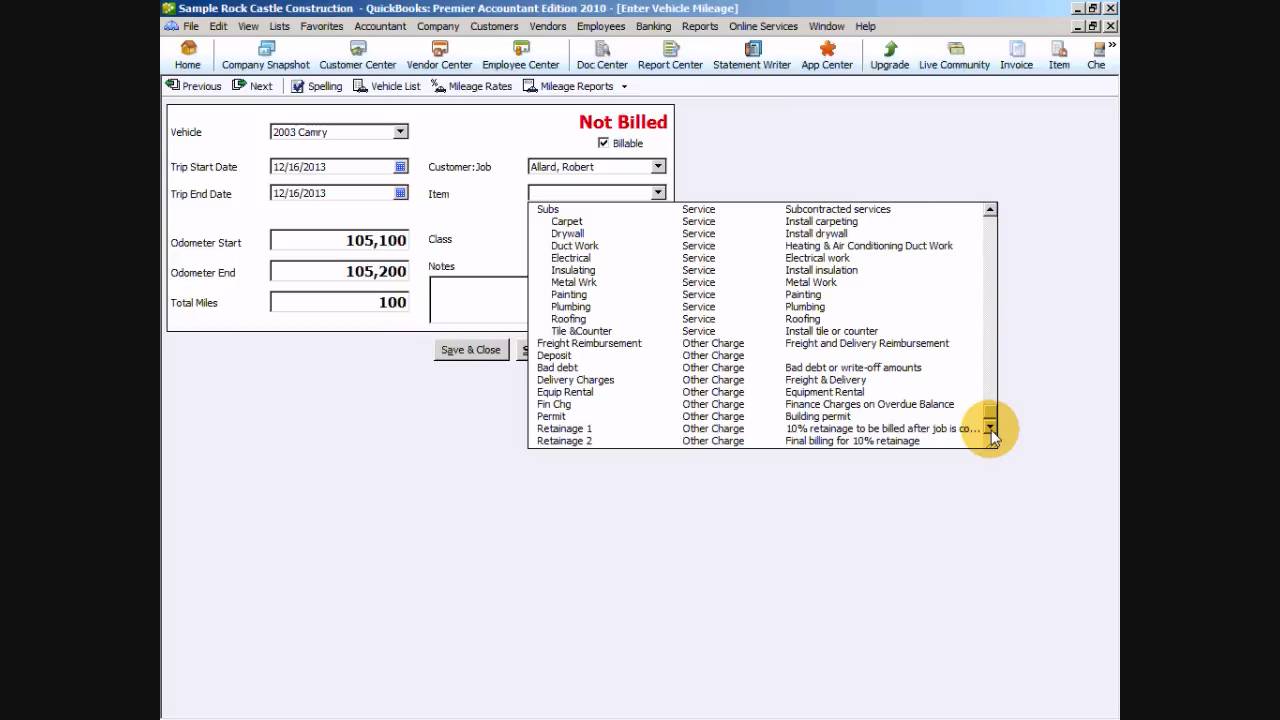 Sample Rock Castle Construction - QuickBooks: Premier Accountant Edition 2010 - [Enter Vehicle Mileage]
File Edit View Lists Favorites Accountant Company Customers Vendors Employees Banking Reports Online Services Window Help
Home Company Snapshot Customer Center Vendor Center Employee Center Doc Center Report Center Statement Writer App Center Upgrade Live Community Invoice Item Che »
Previous Next Spelling Vehicle List Mileage Rates Mileage Reports
Not Billed
Vehicle 2003 Camry
Billable
Trip Start Date 12/16/2013 Customer:Job Allard, Robert
Trip End Date 12/16/2013 Item
Odometer Start 105,100 Class
Odometer End 105,200 Notes
Total Miles 100
Save & Close S
Subs Service Subcontracted services
Carpet Service Install carpeting
Drywall Service Install drywall
Duct Work Service Heating & Air Conditioning Duct Work
Electrical Service Electrical work
Insulating Service Install insulation
Metal Wrk Service Metal Work
Painting Service Painting
Plumbing Service Plumbing
Roofing Service Roofing
Tile &Counter Service Install tile or counter
Freight Reimbursement Other Charge Freight and Delivery Reimbursement
Deposit Other Charge
Bad debt Other Charge Bad debt or write-off amounts
Delivery Charges Other Charge Freight & Delivery
Equip Rental Other Charge Equipment Rental
Fin Chg Other Charge Finance Charges on Overdue Balance
Permit Other Charge Building permit
Retainage 1 Other Charge 10% retainage to be billed after job is co...
Retainage 2 Other Charge Final billing for 10% retainage